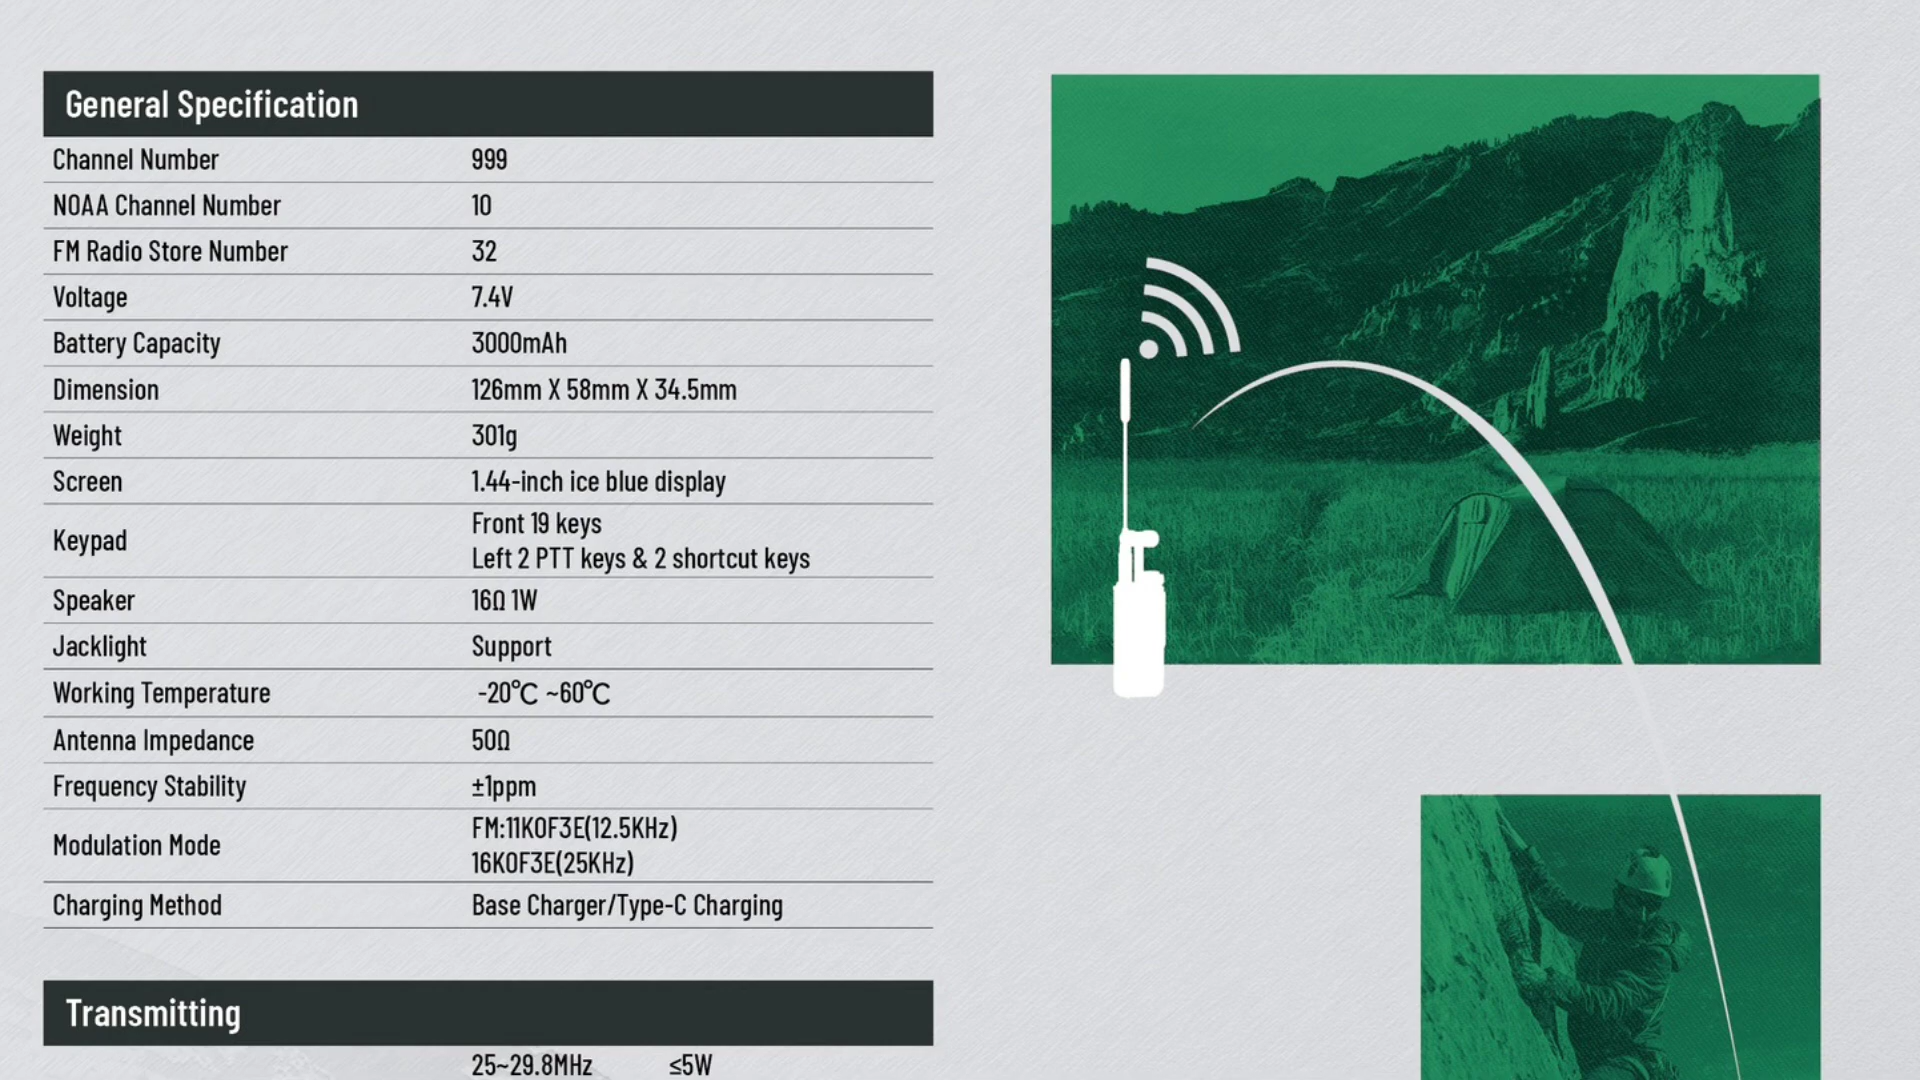 General Specification
Channel Number 999
NOAA Channel Number 10
FM Radio Store Number 32
Voltage 7.4V
Battery Capacity 3000mAh
Dimension 126mm X 58mm X 34.5mm
Weight 301g
Screen 1.44-inch ice blue display
Keypad Front 19 keys
Left 2 PTT keys & 2 shortcut keys
Speaker 16Ω 1W
Jacklight Support
Working Temperature -20℃ ~60℃
Antenna Impedance 50Ω
Frequency Stability ±1ppm
Modulation Mode FM:11K0F3E(12.5KHz)
16K0F3E(25KHz)
Charging Method Base Charger/Type-C Charging
Transmitting
25~29.8MHz ≤5W